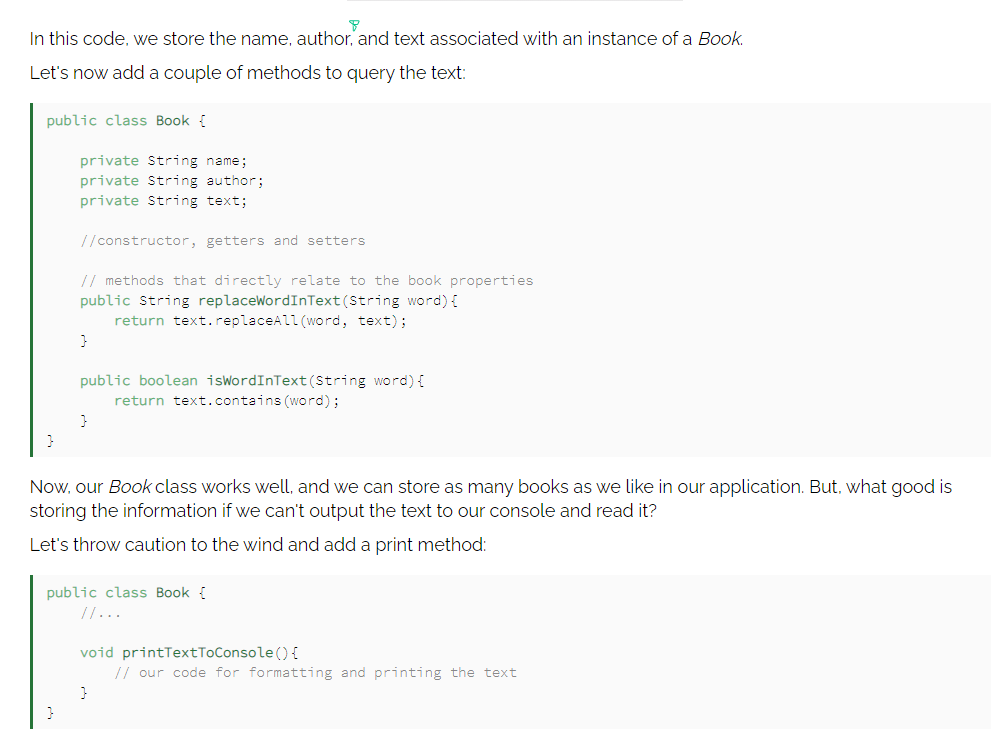 In this code, we store the name, author, and text associated with an instance of a Book.
Let's now add a couple of methods to query the text:
public class Book {
private String name;
private String author;
private String text;
//constructor, getters and setters
// methods that directly relate to the book properties
public String replaceWordInText(String word){
return text.replaceAll(word, text);
}
public boolean isWordInText(String word){
return text.contains(word);
}
}
Now, our Book class works well, and we can store as many books as we like in our application. But, what good is
storing the information if we can't output the text to our console and read it?
Let's throw caution to the wind and add a print method:
public class Book {
//...
void printTextToConsole(){
// our code for formatting and printing the text
}
}